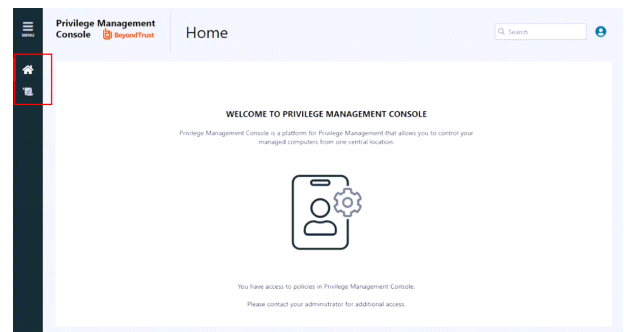 MENU
Privilege Management
Console BeyondTrust
Home
Search
WELCOME TO PRIVILEGE MANAGEMENT CONSOLE
Privilege Management Console is a platform for Privilege Management that allows you to control your
managed computers from one central location.
You have access to policies in Privilege Management Console.
Please contact your administrator for additional access.